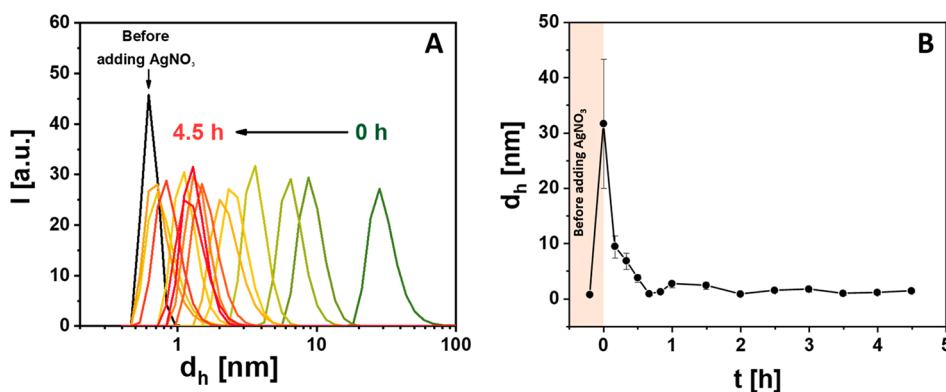 Before
adding AgNO3
A
4.5 h
0 h
I [a.u.]
60
50
40
30
20
10
0
1
10
100
dh [nm]
B
Before adding AgNO3
dh [nm]
50
40
30
20
10
0
0
1
2
3
4
5
t [h]